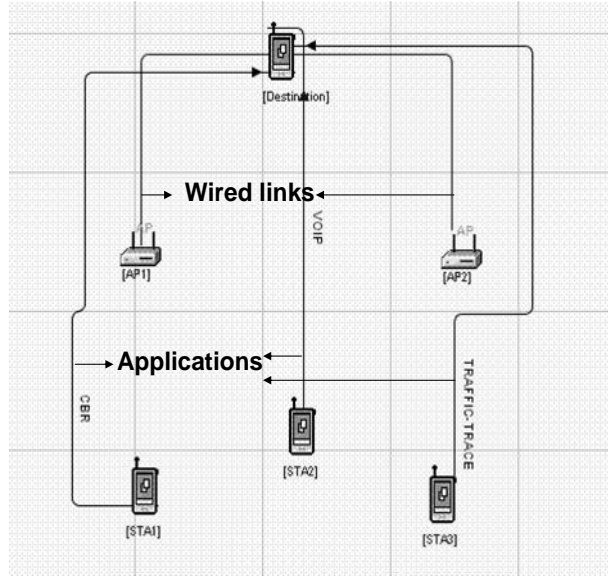 [Destination]
Wired links
AP
AP
VOIP
[AP1]
[AP2]
Applications
CBR
TRAFFIC-TRACE
[STA2]
[STA1]
[STA3]